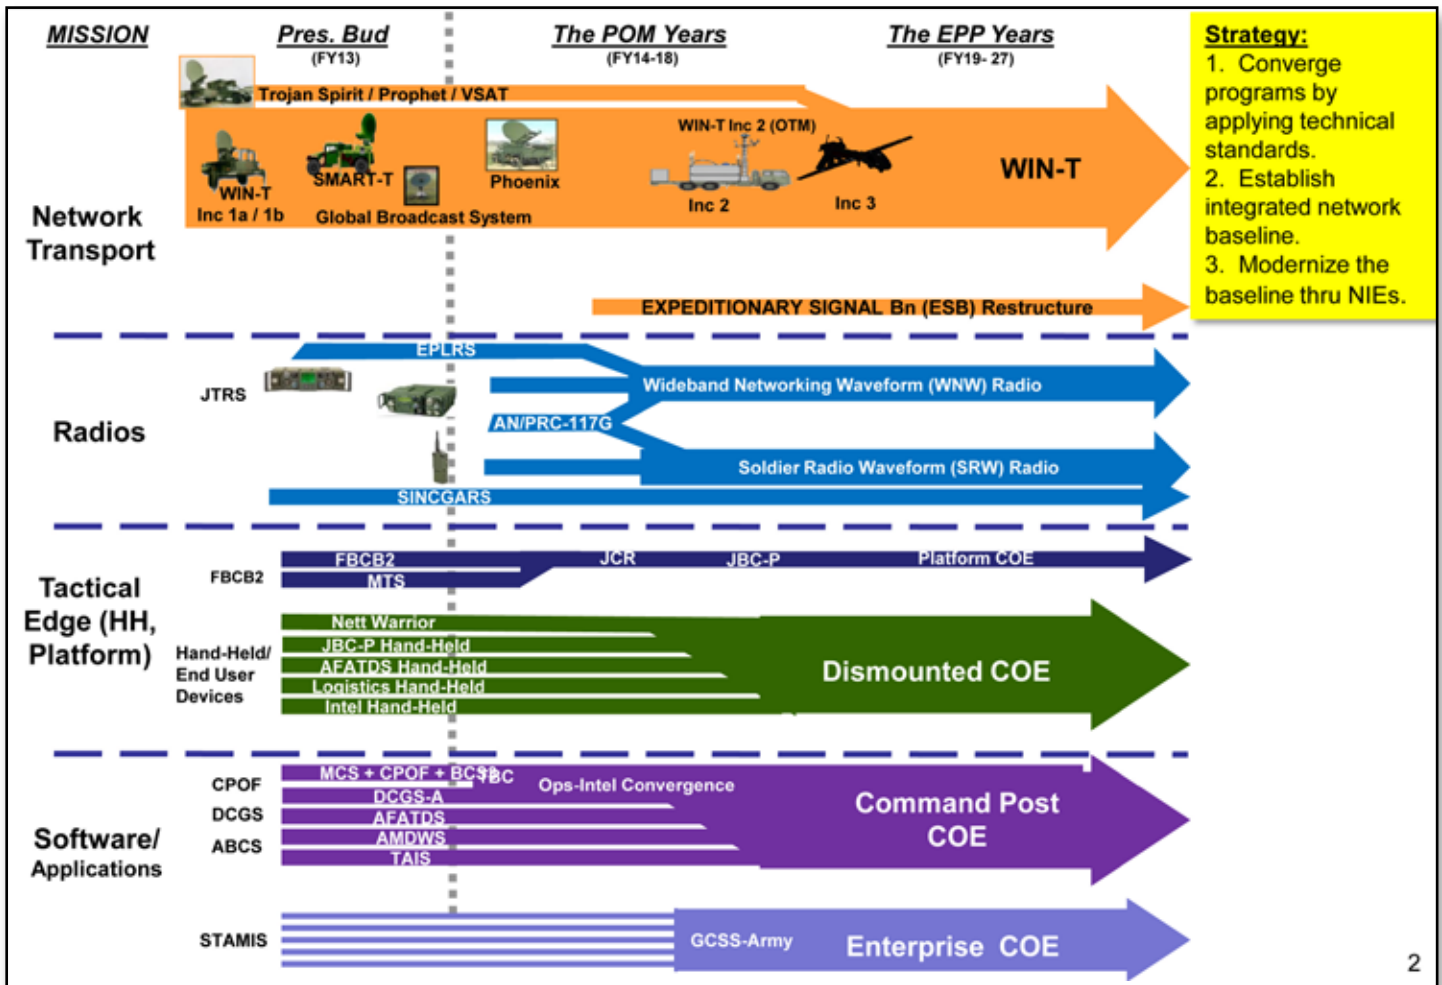 MISSION
Pres. Bud
(FY13)
The POM Years
(FY14-18)
The EPP Years
(FY19- 27)
Strategy:
1. Converge
programs by
applying technical
standards.
2. Establish
integrated network
baseline.
3. Modernize the
baseline thru NIEs.
Network
Transport
Trojan Spirit / Prophet / VSAT
WIN-T
Inc 1a / 1b
SMART-T
Global Broadcast System
Phoenix
WIN-T Inc 2 (OTM)
Inc 2
Inc 3
WIN-T
EXPEDITIONARY SIGNAL Bn (ESB) Restructure
Radios
JTRS
EPLRS
Wideband Networking Waveform (WNW) Radio
AN/PRC-117G
Soldier Radio Waveform (SRW) Radio
SINCGARS
Tactical
Edge (HH,
Platform)
FBCB2
FBCB2
MTS
JCR
JBC-P
Platform COE
Hand-Held/
End User
Devices
Nett Warrior
JBC-P Hand-Held
AFATDS Hand-Held
Logistics Hand-Held
Intel Hand-Held
Dismounted COE
Software/
Applications
CPOF
DCGS
ABCS
MCS + CPOF + BCS3
TBC
DCGS-A
AFATDS
AMDWS
TAIS
Ops-Intel Convergence
Command Post
COE
STAMIS
GCSS-Army
Enterprise COE
2